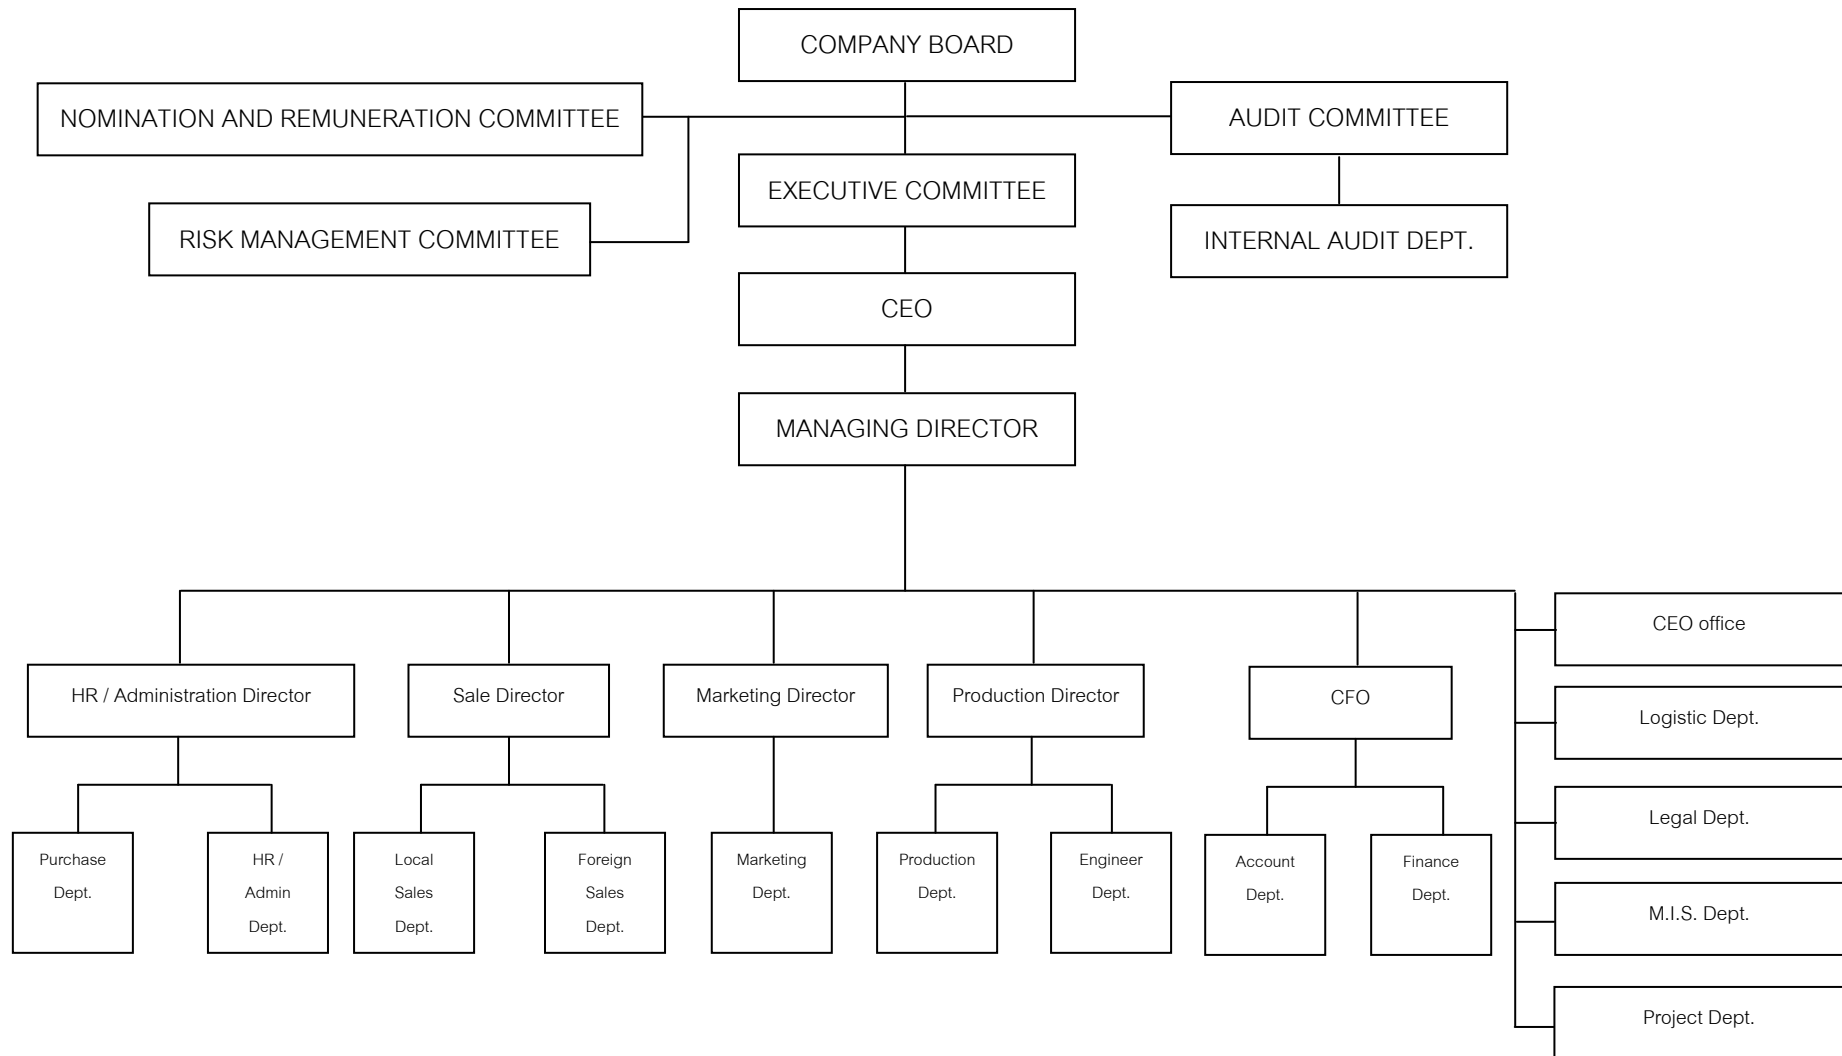 COMPANY BOARD
NOMINATION AND REMUNERATION COMMITTEE
AUDIT COMMITTEE
EXECUTIVE COMMITTEE
RISK MANAGEMENT COMMITTEE
INTERNAL AUDIT DEPT.
CEO
MANAGING DIRECTOR
CEO office
HR / Administration Director
Sale Director
Marketing Director
Production Director
CFO
Logistic Dept.
Legal Dept.
M.I.S. Dept.
Project Dept.
Purchase
Dept.
HR /
Admin
Dept.
Local
Sales
Dept.
Foreign
Sales
Dept.
Marketing
Dept.
Production
Dept.
Engineer
Dept.
Account
Dept.
Finance
Dept.